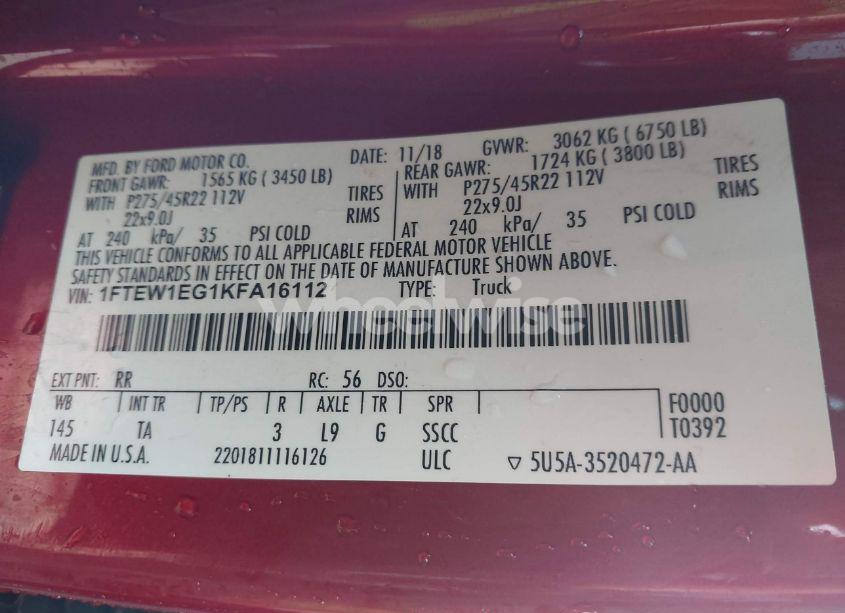 MFD. BY FORD MOTOR CO. DATE: 11/18 GVWR: 3062 KG ( 6750 LB)
FRONT GAWR: 1565 KG ( 3450 LB) REAR GAWR: 1724 KG ( 3800 LB)
WITH P275/45R22 112V TIRES WITH P275/45R22 112V TIRES
22x9.0J RIMS 22x9.0J RIMS
AT 240 kPa/ 35 PSI COLD AT 240 kPa/ 35 PSI COLD
THIS VEHICLE CONFORMS TO ALL APPLICABLE FEDERAL MOTOR VEHICLE
SAFETY STANDARDS IN EFFECT ON THE DATE OF MANUFACTURE SHOWN ABOVE.
VIN: 1FTEW1EG1KFA16112 TYPE: Truck
Wheelwise
EXT PNT: RR RC: 56 DSO:
WB INT TR TP/PS R AXLE TR SPR F0000
145 TA 3 L9 G SSCC T0392
MADE IN U.S.A. 2201811116126 ULC ▽ 5U5A-3520472-AA